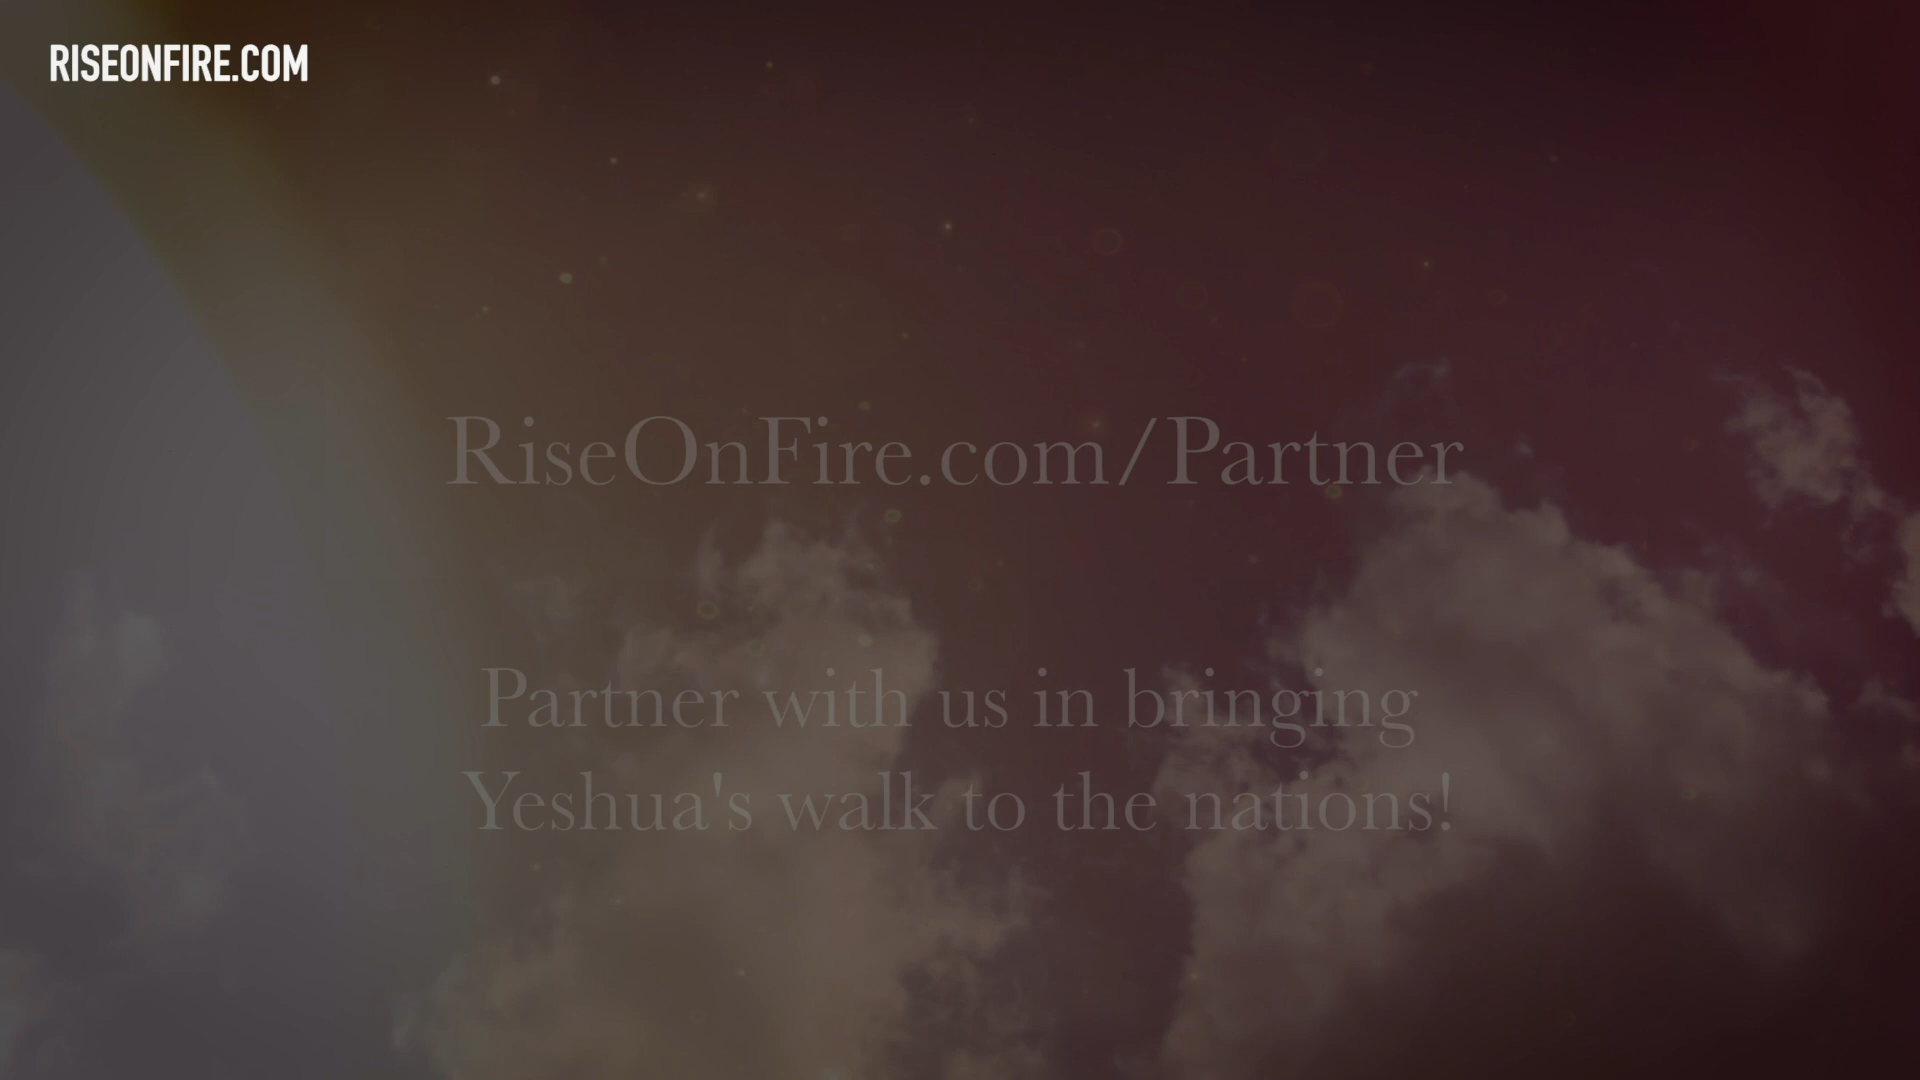 RISEONFIRE.COM
RiseOnFire.com/Partner
Partner with us in bringing
Yeshua's walk to the nations!